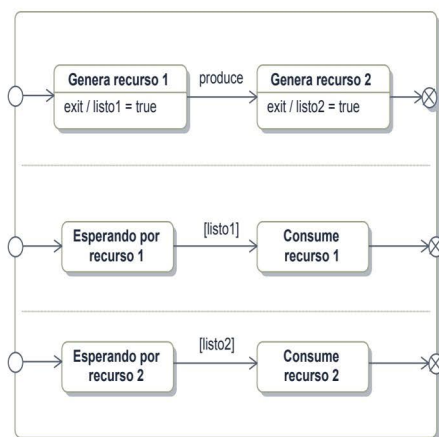 Genera recurso 1
exit / listo1 = true
produce
Genera recurso 2
exit / listo2 = true
Esperando por
recurso 1
[listo1]
Consume
recurso 1
Esperando por
recurso 2
[listo2]
Consume
recurso 2